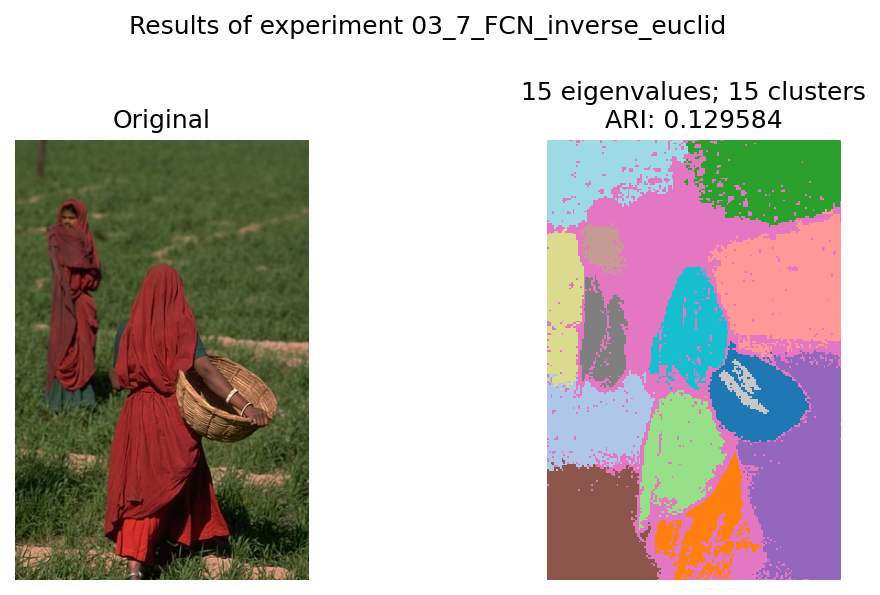 Results of experiment 03_7_FCN_inverse_euclid
Original
15 eigenvalues; 15 clusters
ARI: 0.129584